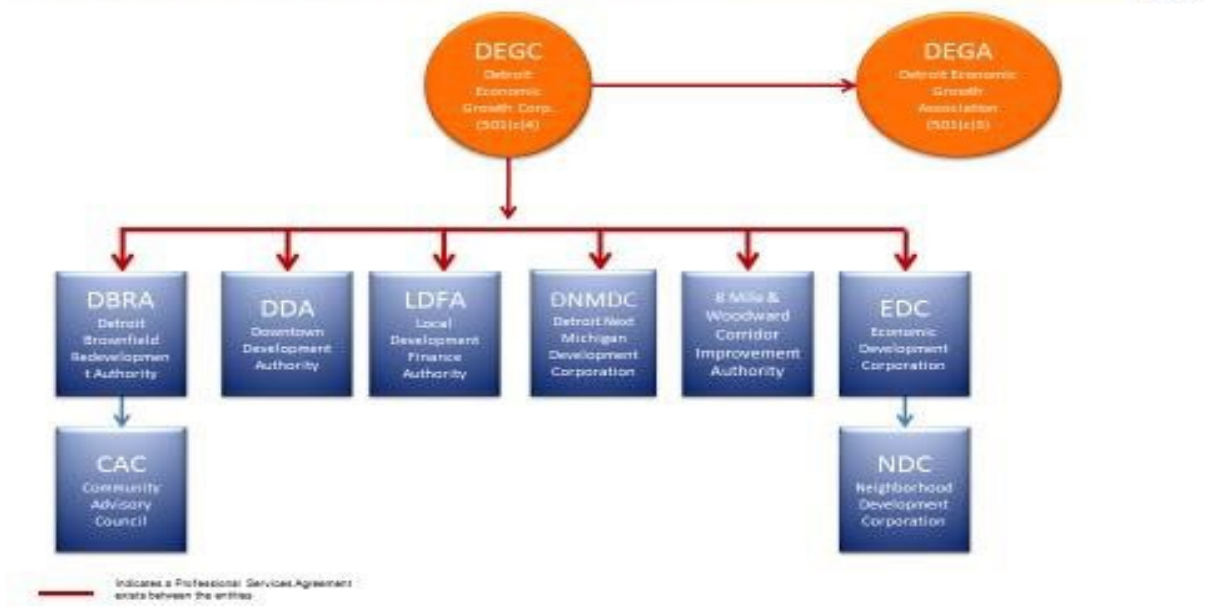 DEGC
Detroit
Economic
Growth Corp.
(501(c)4)
DEGA
Detroit Economic
Growth
Association
(501(c)3)
DBRA
Detroit
Brownfield
Redevelopmen
t Authority
DDA
Downtown
Development
Authority
LDFA
Local
Development
Finance
Authority
DNMDC
Detroit Next
Michigan
Development
Corporation
8 Mile &
Woodward
Corridor
Improvement
Authority
EDC
Economic
Development
Corporation
CAC
Community
Advisory
Council
NDC
Neighborhood
Development
Corporation
Indicates a Professional Services Agreement
exists between the entities